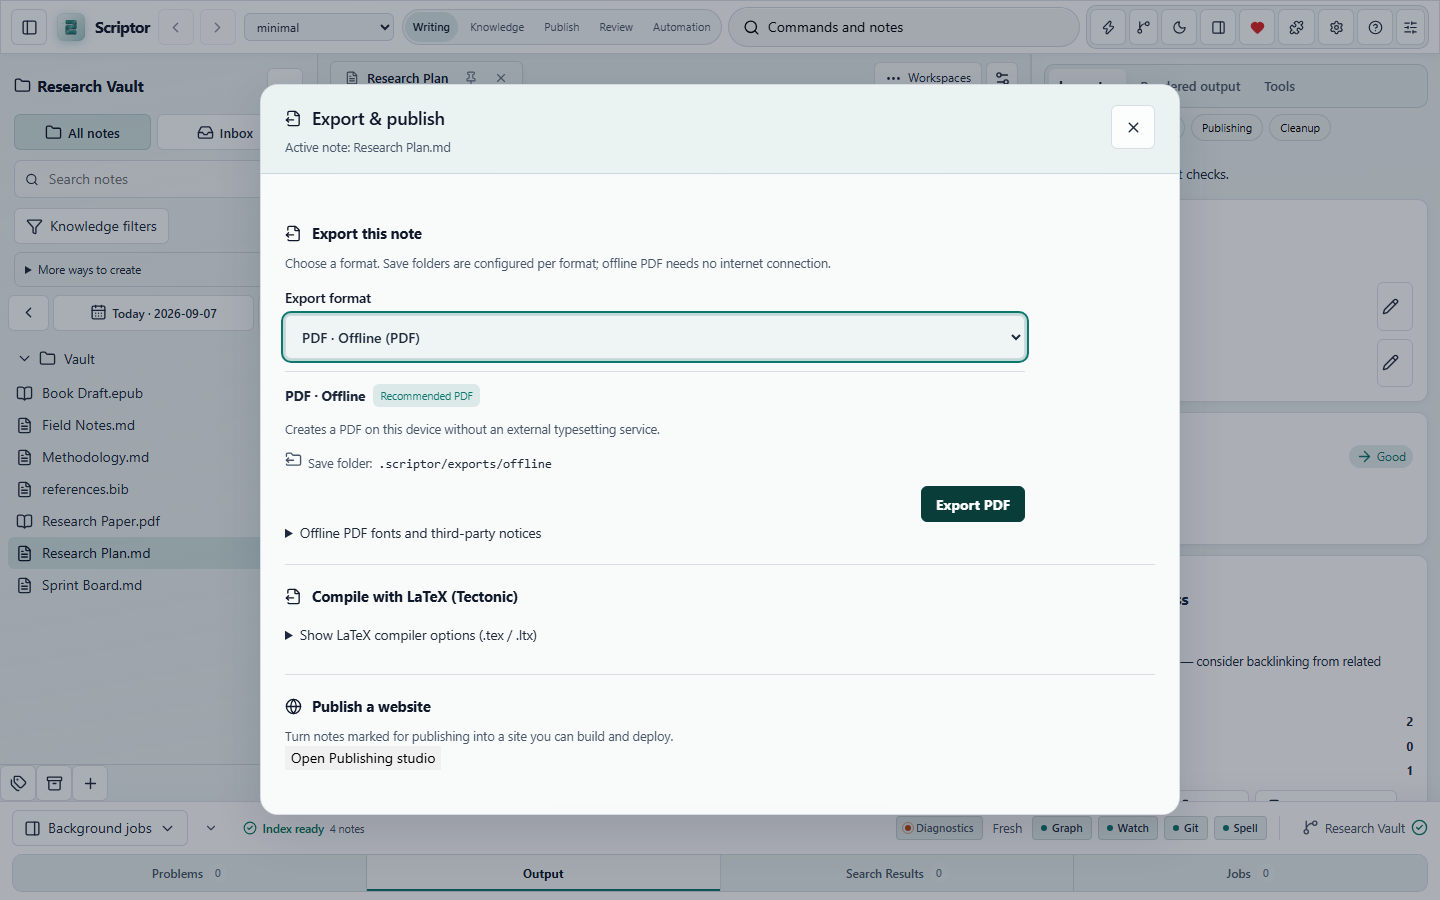 Scriptor
minimal
Writing Knowledge Publish Review Automation
Commands and notes
Research Vault
Research Plan
Workspaces
dered output Tools
All notes
Inbox
Publishing
Cleanup
Search notes
t checks.
Knowledge filters
More ways to create
Today · 2026-09-07
Vault
Book Draft.epub
Field Notes.md
Methodology.md
references.bib
Research Paper.pdf
Research Plan.md
Sprint Board.md
Export & publish
Active note: Research Plan.md
Export this note
Choose a format. Save folders are configured per format; offline PDF needs no internet connection.
Export format
PDF · Offline (PDF)
PDF · Offline Recommended PDF
Creates a PDF on this device without an external typesetting service.
Save folder: .scriptor/exports/offline
Export PDF
Offline PDF fonts and third-party notices
Compile with LaTeX (Tectonic)
Show LaTeX compiler options (.tex / .ltx)
Publish a website
Turn notes marked for publishing into a site you can build and deploy.
Open Publishing studio
Good
— consider backlinking from related
2
0
1
Background jobs
Index ready 4 notes
Diagnostics Fresh Graph Watch Git Spell
Research Vault
Problems 0
Output
Search Results 0
Jobs 0